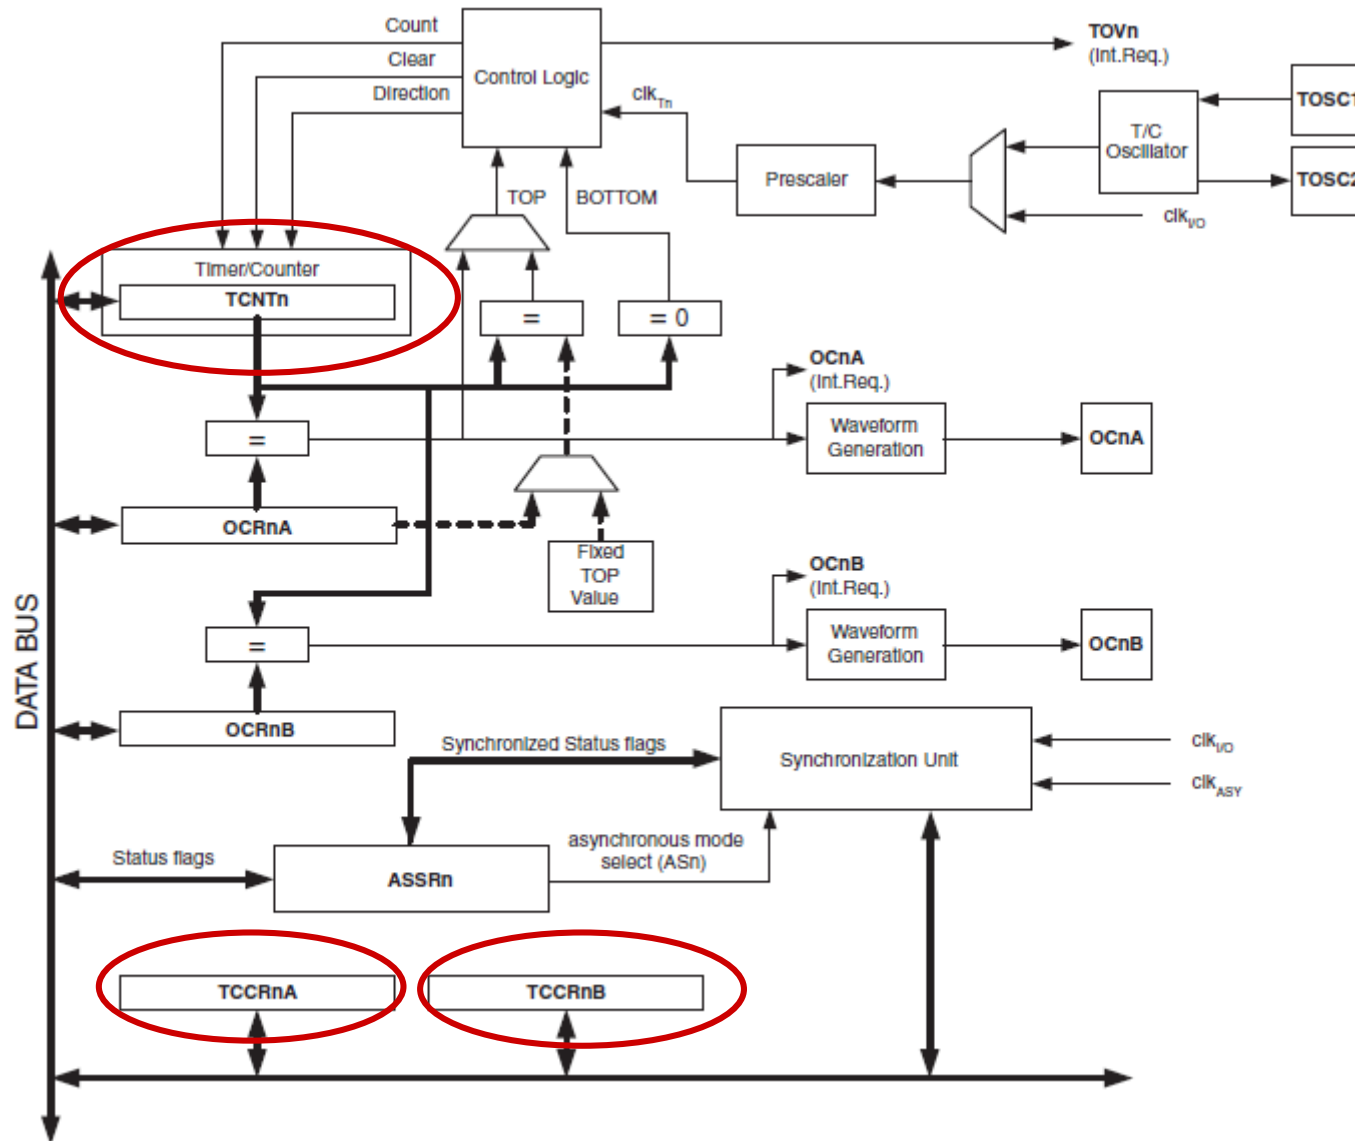 Count
Clear
Direction
Control Logic
clkTn
TOVn
(Int.Req.)
TOSC1
T/C
Oscillator
TOSC2
Prescaler
clkI/O
TOP
BOTTOM
Timer/Counter
TCNTn
=
= 0
OCnA
(Int.Req.)
Waveform
Generation
OCnA
=
OCRnA
Fixed
TOP
Value
OCnB
(Int.Req.)
Waveform
Generation
OCnB
=
OCRnB
DATA BUS
Synchronized Status flags
Synchronization Unit
clkI/O
clkASY
asynchronous mode
select (ASn)
Status flags
ASSRn
TCCRnA
TCCRnB